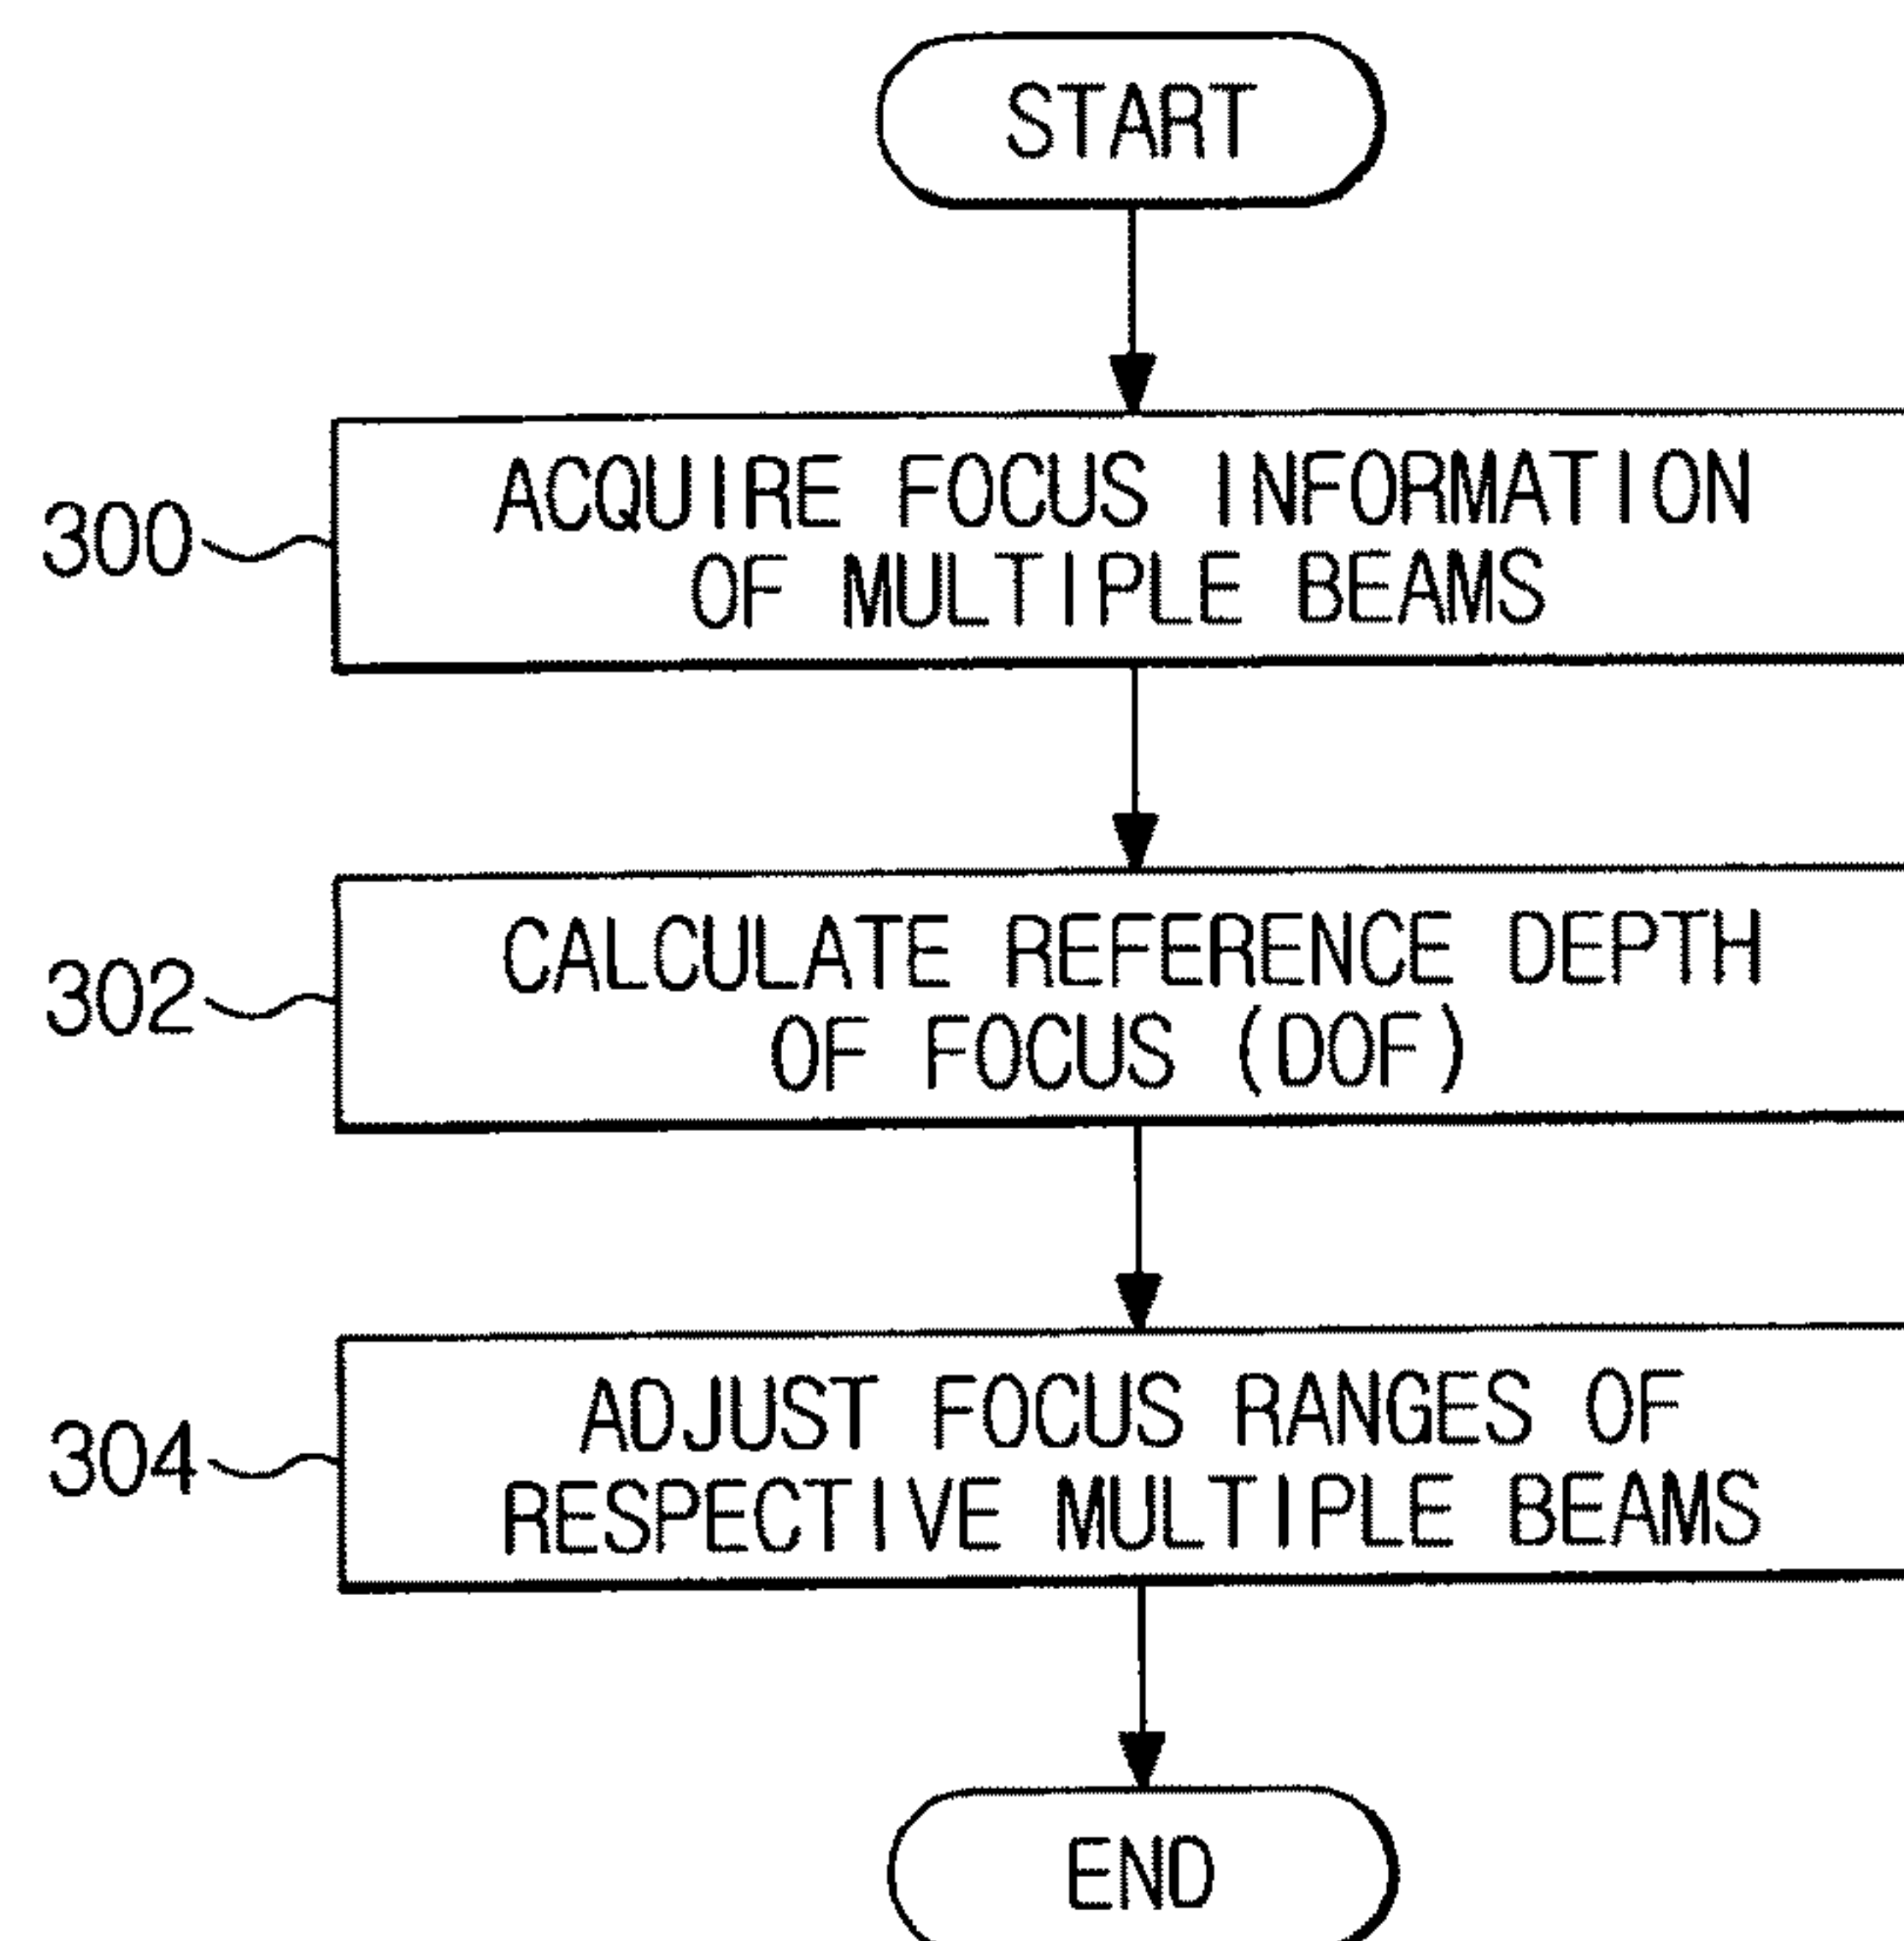 START
300
ACQUIRE FOCUS INFORMATION
OF MULTIPLE BEAMS
302
CALCULATE REFERENCE DEPTH
OF FOCUS (DOF)
304
ADJUST FOCUS RANGES OF
RESPECTIVE MULTIPLE BEAMS
END